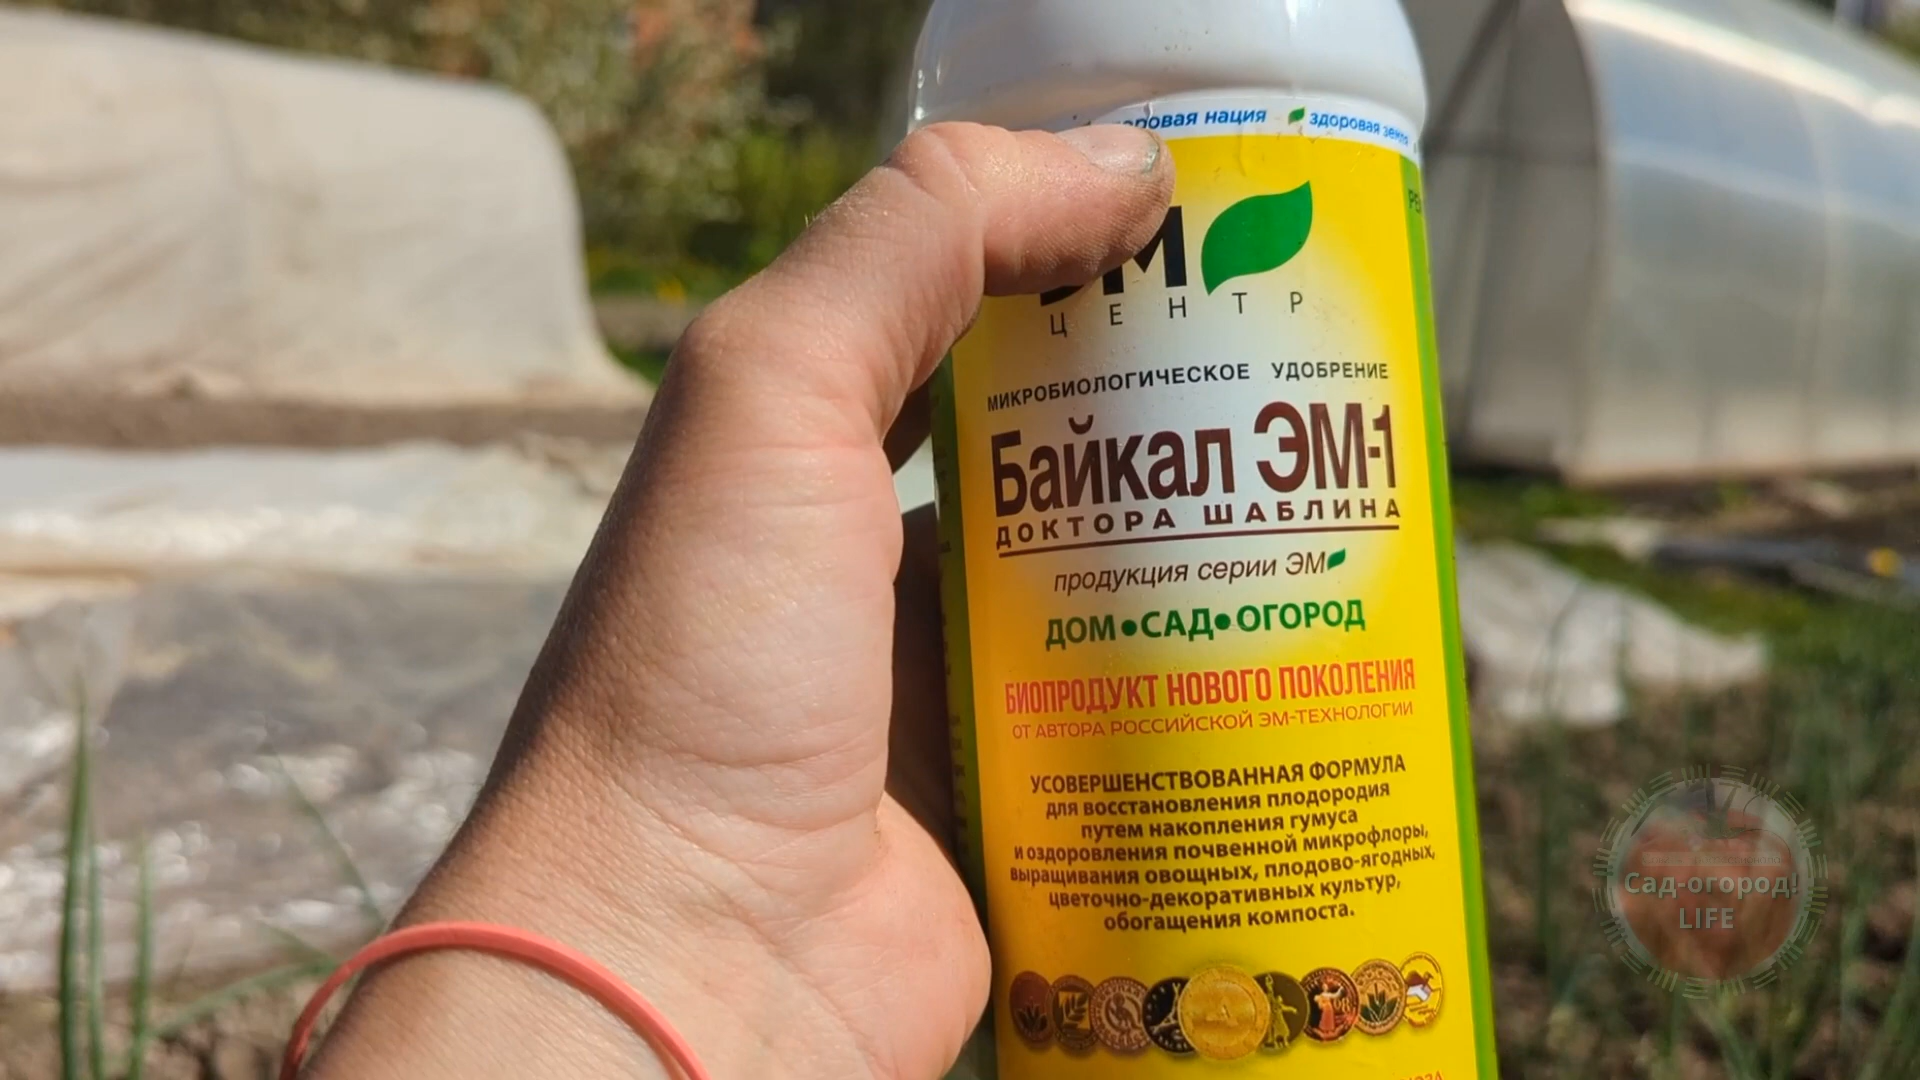 здоровая нация здоровая земля
ЭМ
ЦЕНТР
МИКРОБИОЛОГИЧЕСКОЕ УДОБРЕНИЕ
Байкал ЭМ-1
ДОКТОРА ШАБЛИНА
продукция серии ЭМ
ДОМ•САД•ОГОРОД
БИОПРОДУКТ НОВОГО ПОКОЛЕНИЯ
ОТ АВТОРА РОССИЙСКОЙ ЭМ-ТЕХНОЛОГИИ
УСОВЕРШЕНСТВОВАННАЯ ФОРМУЛА
для восстановления плодородия
путем накопления гумуса
и оздоровления почвенной микрофлоры,
выращивания овощных, плодово-ягодных,
цветочно-декоративных культур,
обогащения компоста.
Сад-огород!
LIFE